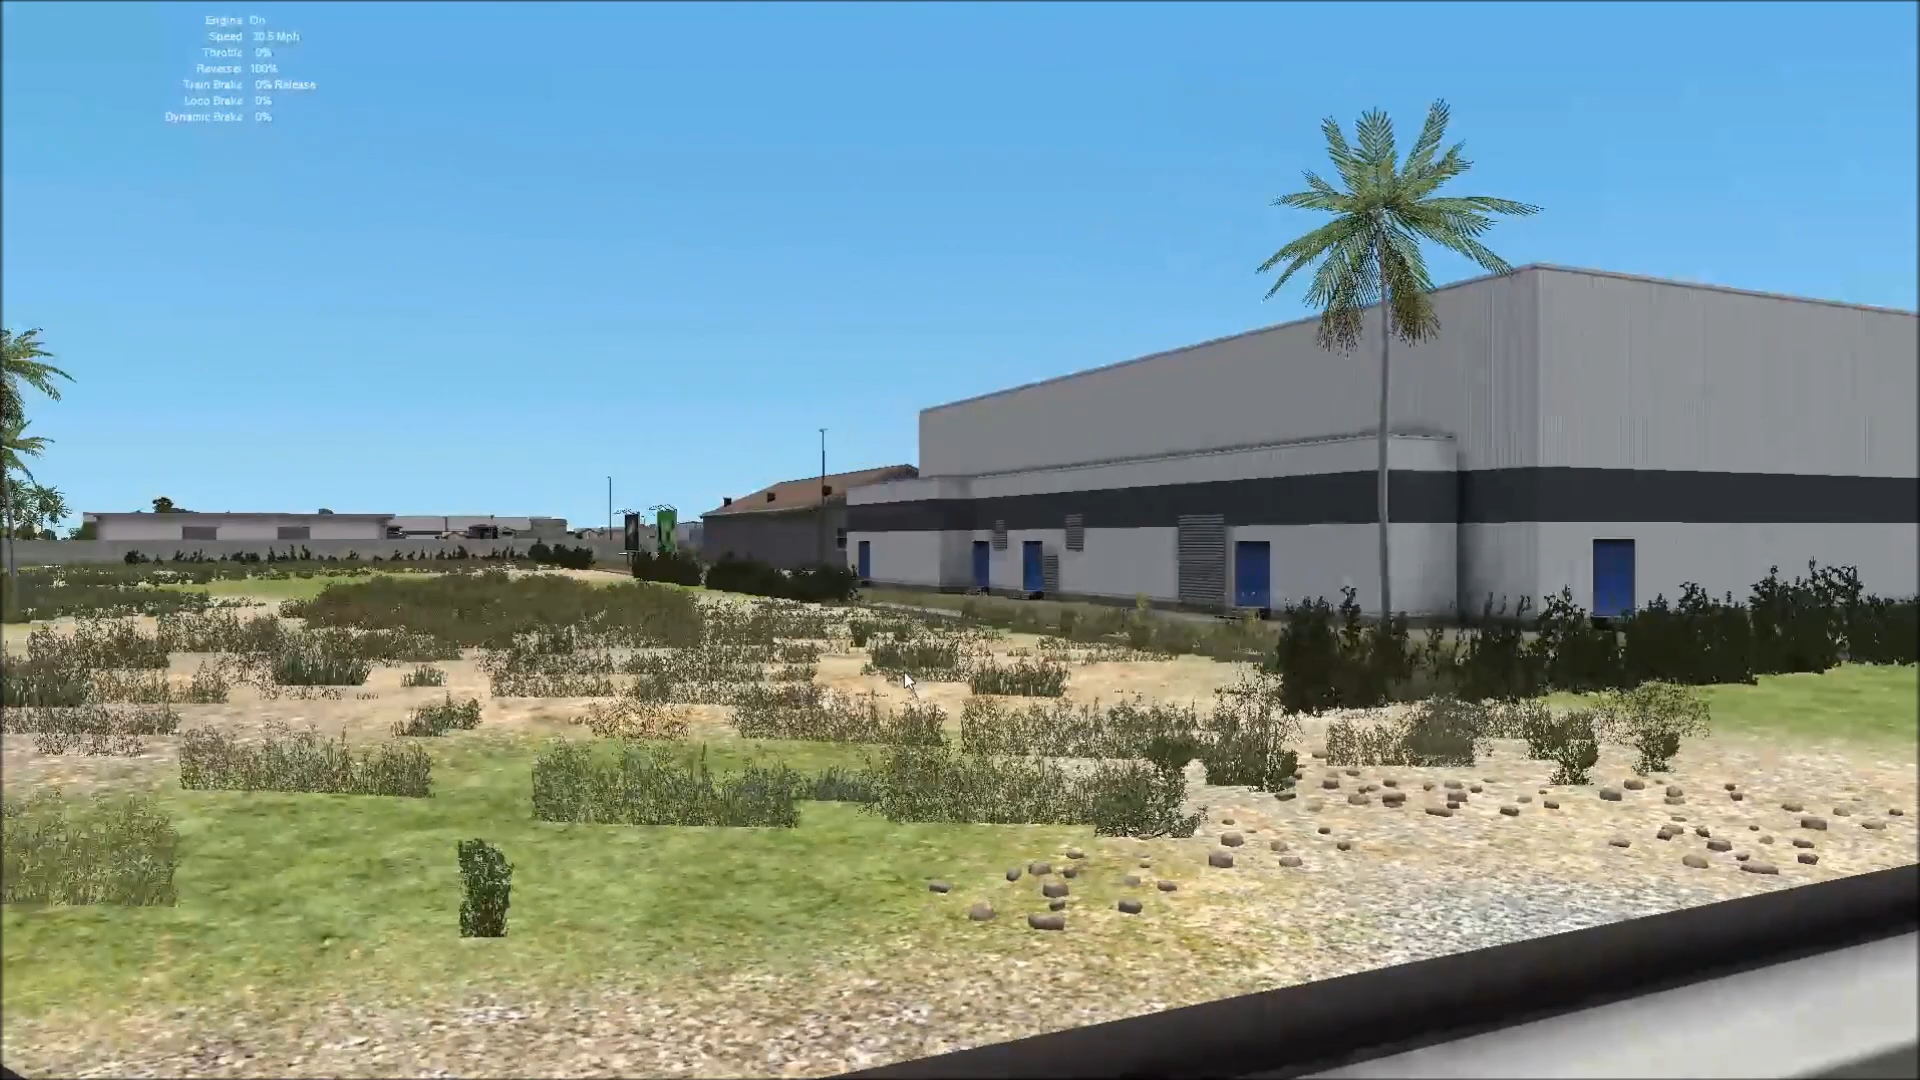 Engine On
Speed 30.5 Mph
Throttle 0%
Reverser 100%
Train Brake 0% Release
Loco Brake 0%
Dynamic Brake 0%